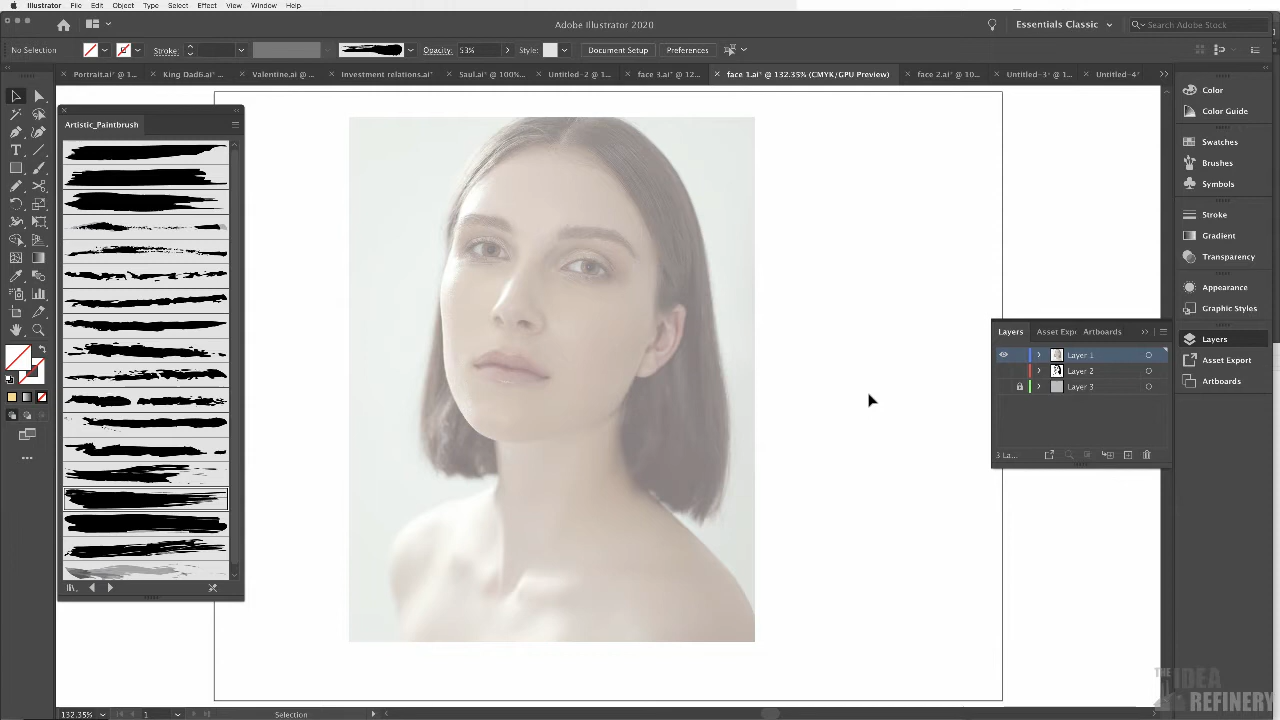 Illustrator File Edit Object Type Select Effect View Window Help
Adobe Illustrator 2020
Essentials Classic
Search Adobe Stock
No Selection
Stroke:
Opacity: 53%
Style:
Document Setup
Preferences
Portrait.ai* @ 1...
King Dad6.ai* ...
Valentine.ai @ ...
Investment relations.ai*
Saul.ai @ 100%...
Untitled-2 @ 1...
face 3.ai* @ 12...
face 1.ai* @ 132.35% (CMYK/GPU Preview)
face 2.ai* @ 10...
Untitled-3* @ 1...
Untitled-4*
Artistic_Paintbrush
Color
Color Guide
Swatches
Brushes
Symbols
Stroke
Gradient
Transparency
Appearance
Graphic Styles
Layers
Asset Export
Artboards
Layers Asset Exp Artboards
Layer 1
Layer 2
Layer 3
3 La...
132.35%
1
Selection
THE IDEA
REFINERY